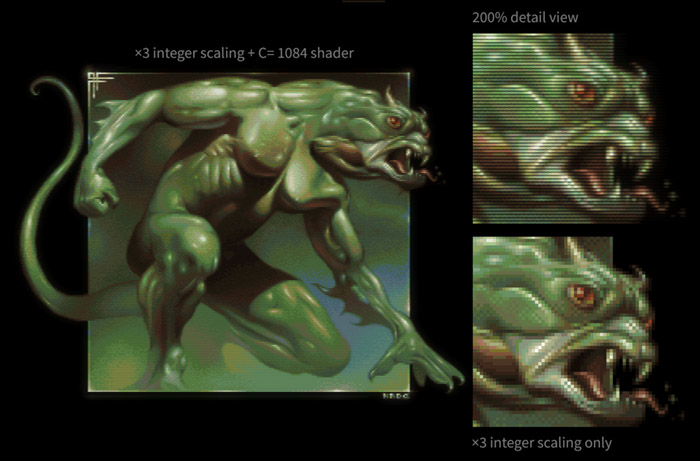 200% detail view
×3 integer scaling + C= 1084 shader
×3 integer scaling only